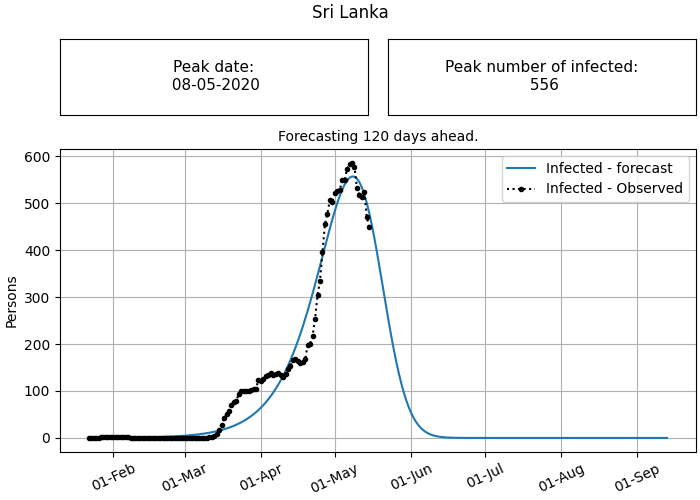 Sri Lanka
Peak date:
08-05-2020
Peak number of infected:
556
Forecasting 120 days ahead.
Infected - forecast
Infected - Observed
Persons
600
500
400
300
200
100
0
01-Feb
01-Mar
01-Apr
01-May
01-Jun
01-Jul
01-Aug
01-Sep